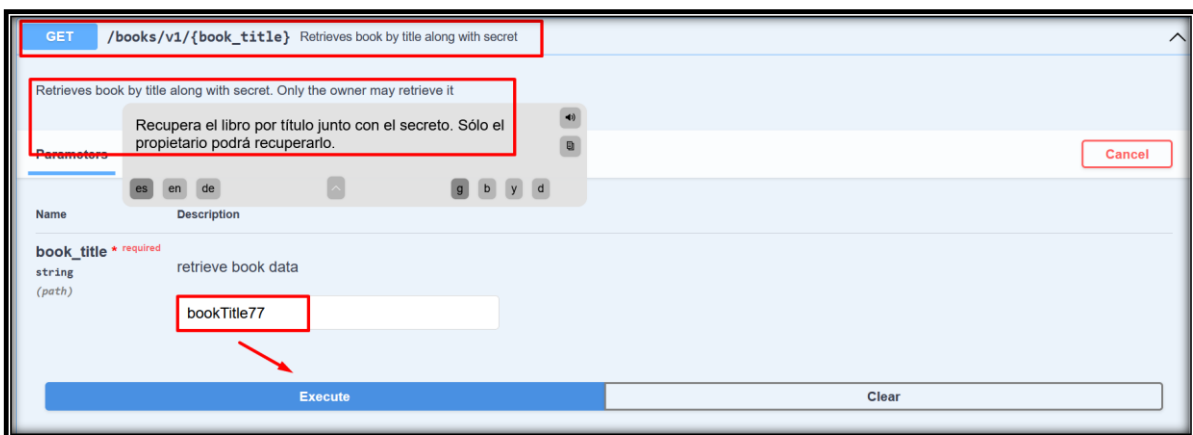 GET /books/v1/{book_title} Retrieves book by title along with secret
Retrieves book by title along with secret. Only the owner may retrieve it
Recupera el libro por título junto con el secreto. Sólo el
propietario podrá recuperarlo.
Parameters
Cancel
es en de g b y d
Name Description
book_title * required
string
(path)
retrieve book data
bookTitle77
Execute Clear